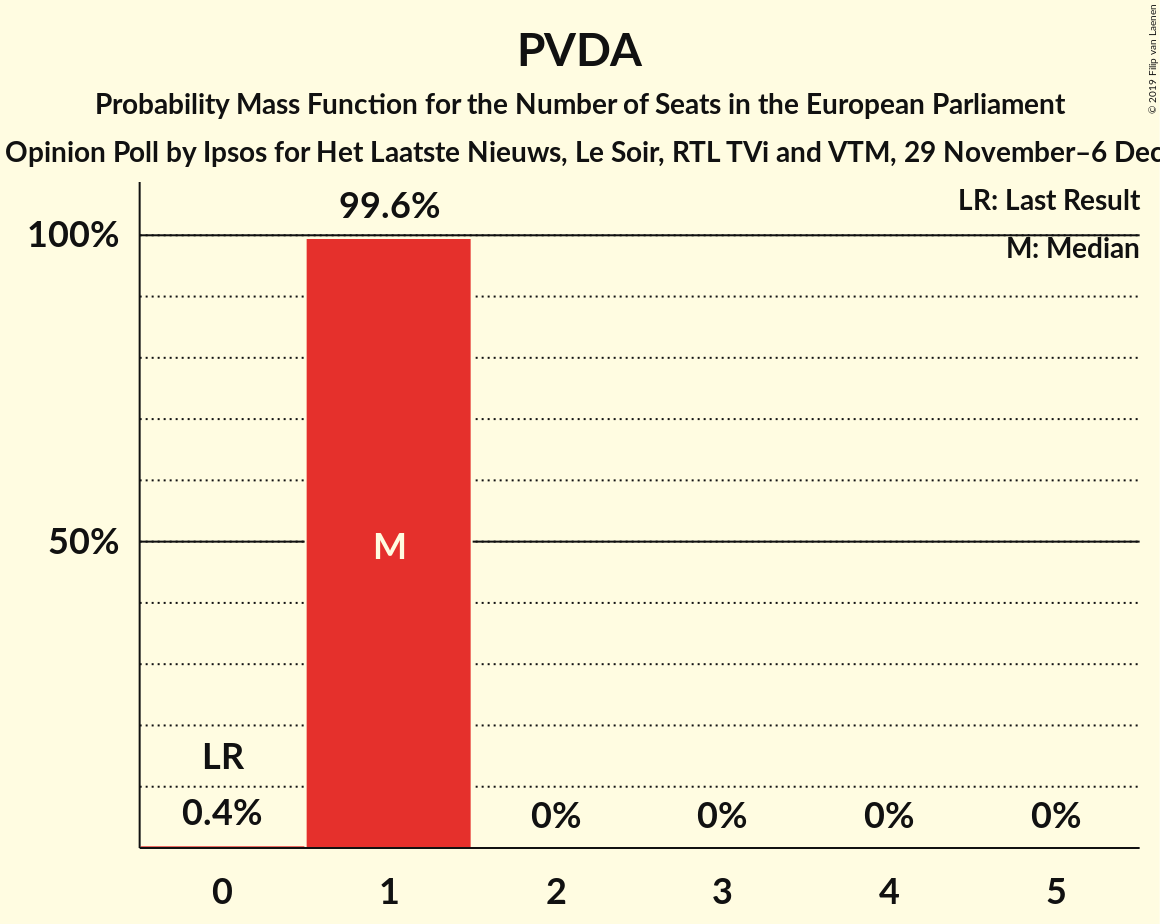 PVDA
Probability Mass Function for the Number of Seats in the European Parliament
Opinion Poll by Ipsos for Het Laatste Nieuws, Le Soir, RTL TVi and VTM, 29 November–6 Dec
© 2019 Filip van Laenen
LR: Last Result
M: Median
99.6%
100%
50%
M
LR
0.4%
0%
0%
0%
0%
0
1
2
3
4
5